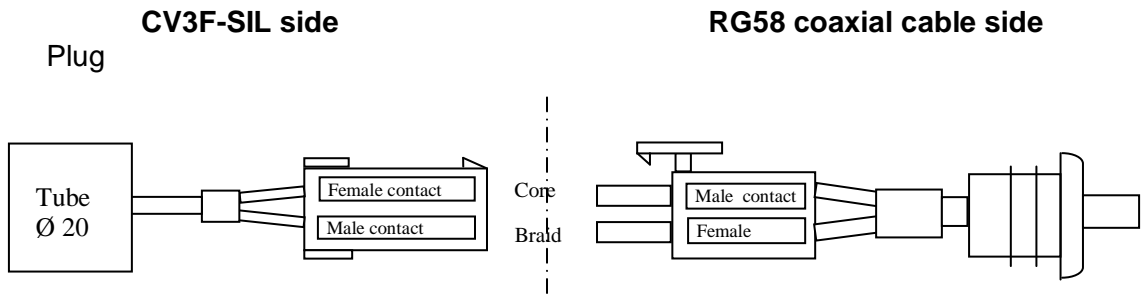 CV3F-SIL side
RG58 coaxial cable side
Plug
Tube
Ø 20
Female contact
Male contact
Core
Braid
Male contact
Female